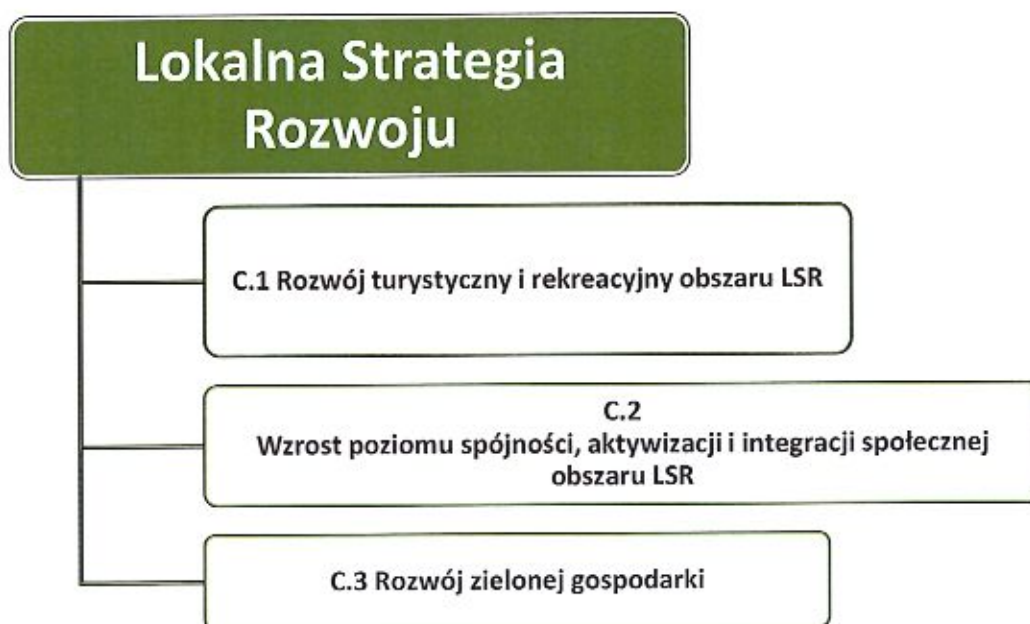 Lokalna Strategia
Rozwoju
C.1 Rozwój turystyczny i rekreacyjny obszaru LSR
C.2
Wzrost poziomu spójności, aktywizacji i integracji społecznej
obszaru LSR
C.3 Rozwój zielonej gospodarki